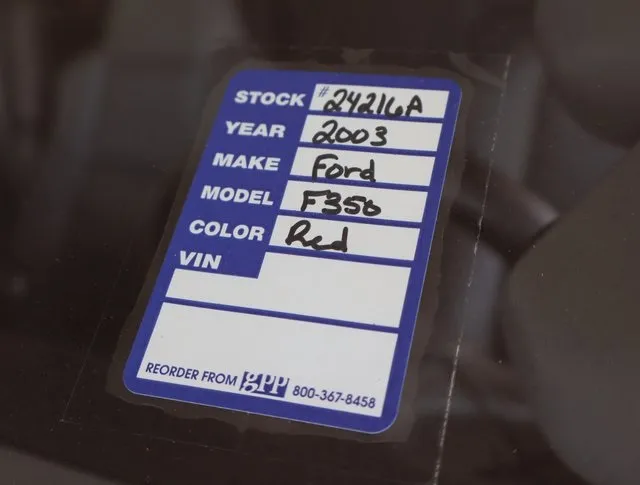 STOCK #24216A
YEAR 2003
MAKE Ford
MODEL F350
COLOR Red
VIN
REORDER FROM gpp 800-367-8458